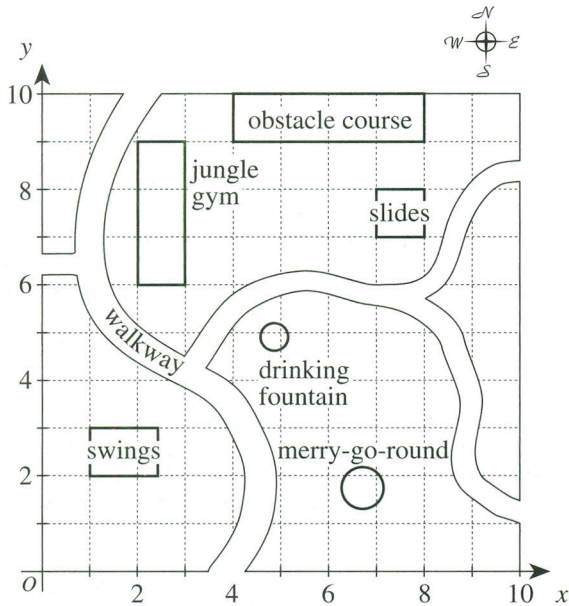 N
W E
S
y
10
obstacle course
jungle
gym
8
slides
6
walkway
drinking
fountain
4
swings
merry-go-round
2
O 2 4 6 8 10 x